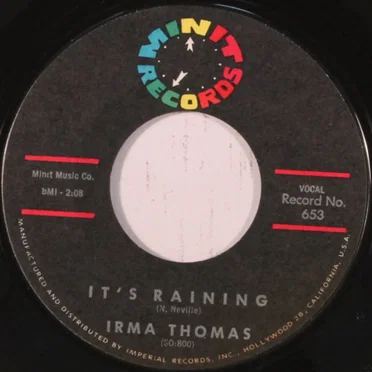 MINIT
RECORDS
Minit Music Co.
BMI - 2:08
VOCAL
Record No.
653
IT'S RAINING
(N. Neville)
IRMA THOMAS
(SO:800)
MANUFACTURED AND DISTRIBUTED BY IMPERIAL RECORDS, INC., HOLLYWOOD 28, CALIFORNIA, U.S.A.